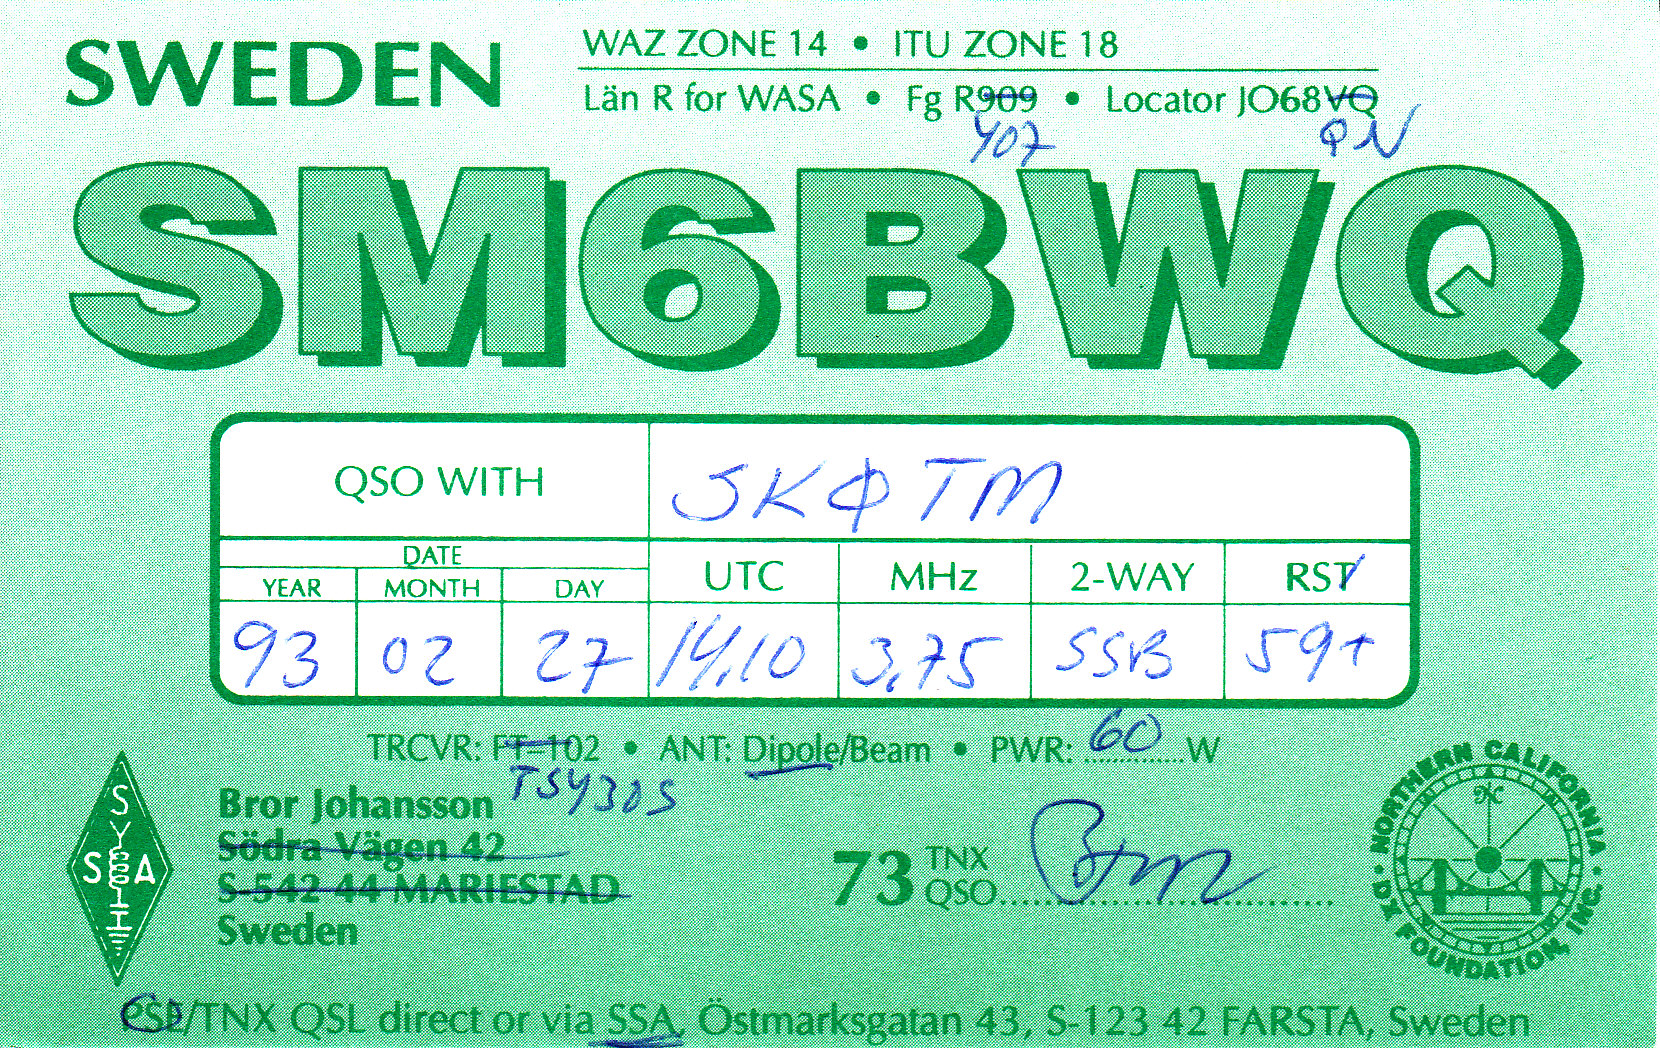 SWEDEN
WAZ ZONE 14 • ITU ZONE 18
Län R for WASA • Fg R909 • Locator JO68VQ
407 QN
SM6BWQ
QSO WITH SKØTM
DATE
YEAR MONTH DAY UTC MHz 2-WAY RST
93 02 27 14.10 3,75 SSB 59+
TRCVR: FT-102 • ANT: Dipole/Beam • PWR: 60 W
TS430S
Bror Johansson
Södra Vägen 42
S-542 44 MARIESTAD
Sweden
SSA
73 TNX QSO
NORTHERN CALIFORNIA
• DX FOUNDATION, INC. •
PSE/TNX QSL direct or via SSA, Östmarksgatan 43, S-123 42 FARSTA, Sweden